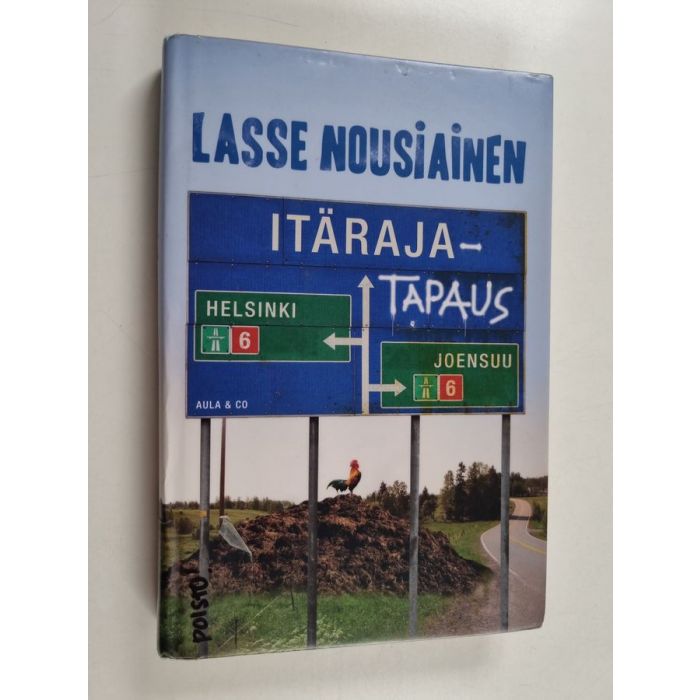 LASSE NOUSiAiNEN
ITÄRAJA-
TAPAUS
HELSINKI
6
JOENSUU
6
AULA & CO
POISTO!